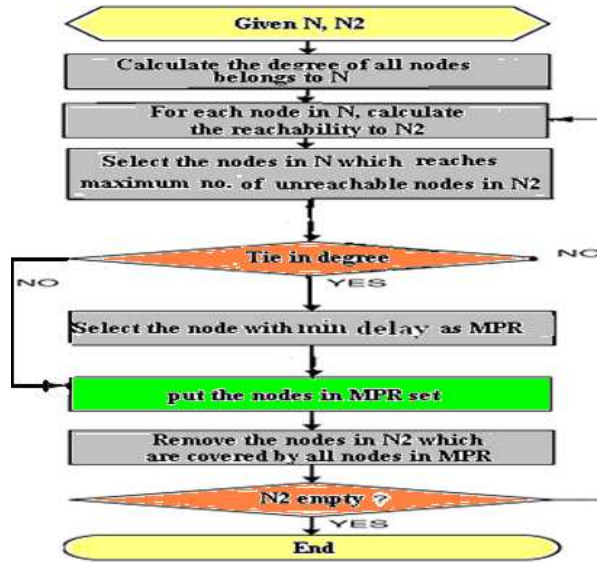 Given N, N2
Calculate the degree of all nodes
belongs to N
For each node in N, calculate
the reachability to N2
Select the nodes in N which reaches
maximum no. of unreachable nodes in N2
Tie in degree
NO
NO
YES
Select the node with min delay as MPR
put the nodes in MPR set
Remove the nodes in N2 which
are covered by all nodes in MPR
N2 empty ?
YES
End